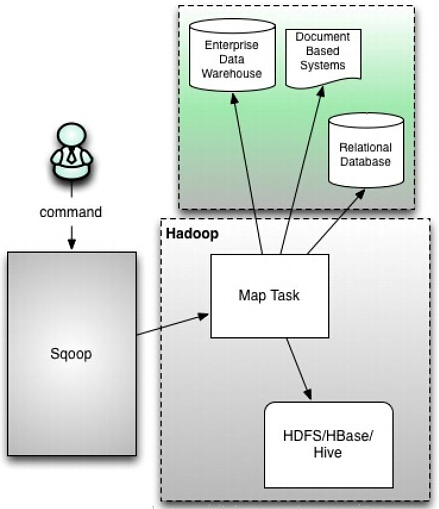 Enterprise
Data
Warehouse
Document
Based
Systems
Relational
Database
command
Hadoop
Map Task
Sqoop
HDFS/HBase/
Hive